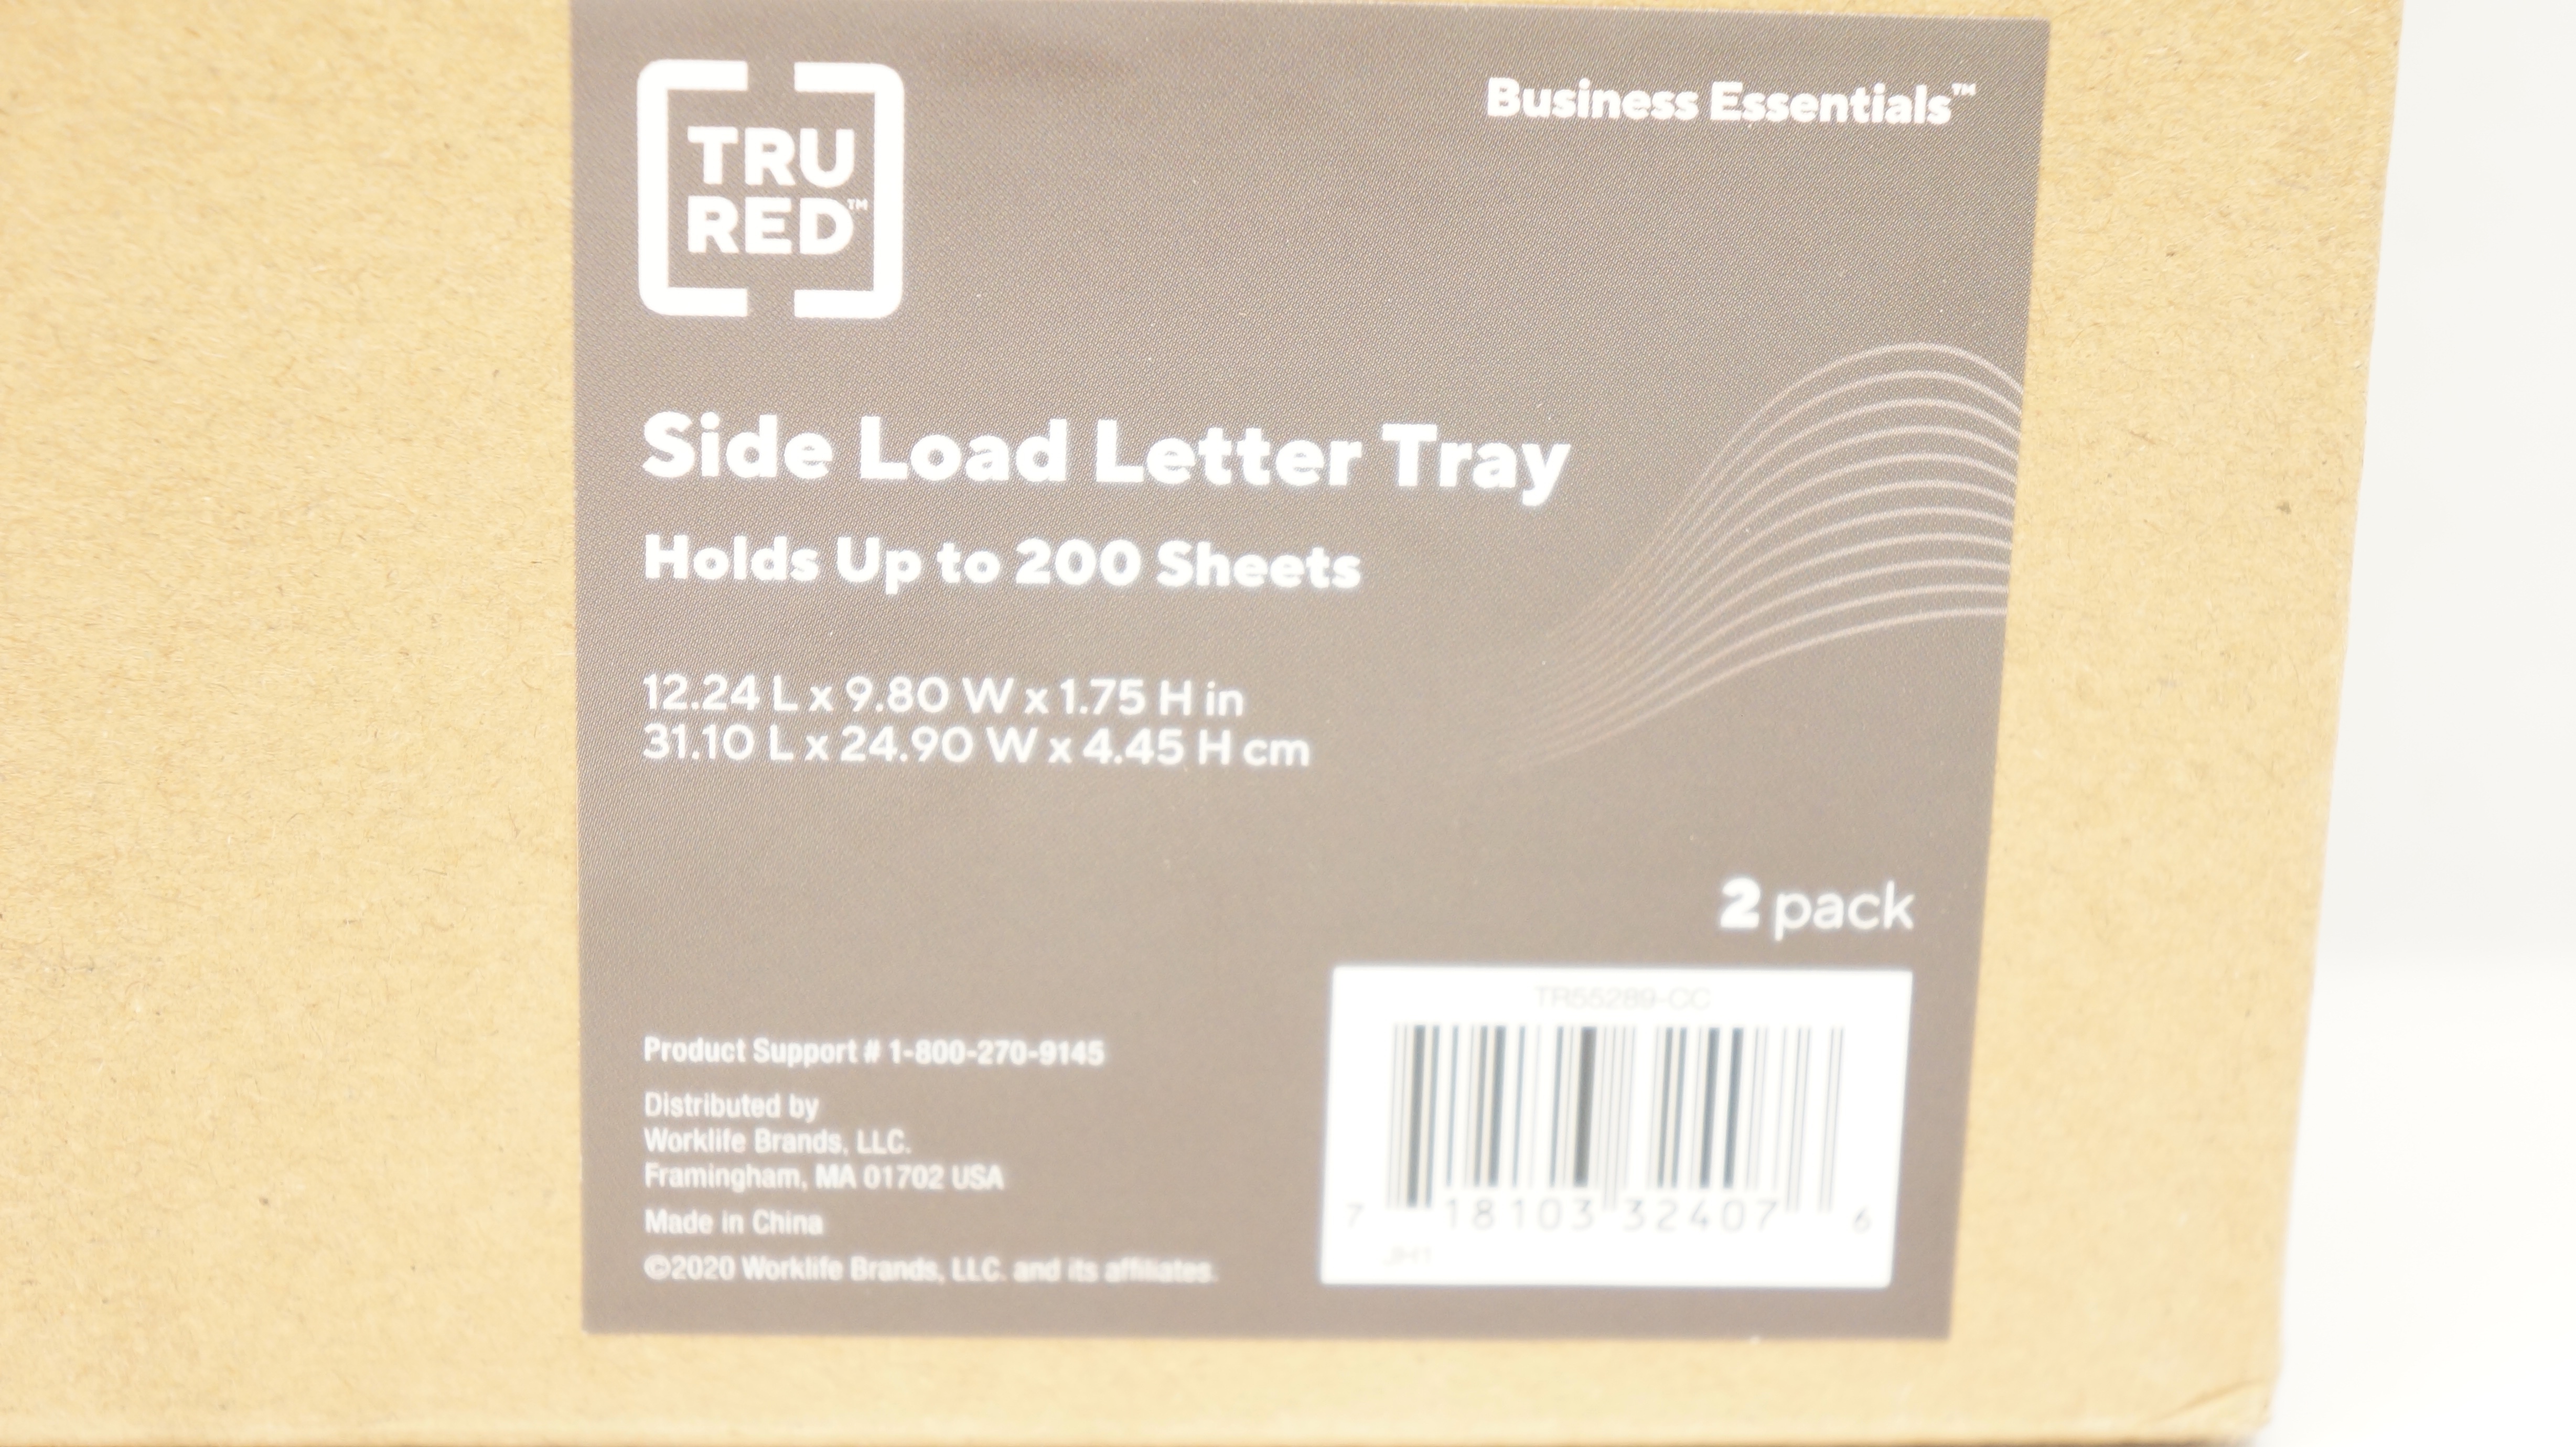 TRU
RED™
Business Essentials™
Side Load Letter Tray
Holds Up to 200 Sheets
12.24 L x 9.80 W x 1.75 H in
31.10 L x 24.90 W x 4.45 H cm
2 pack
TR55289-CC
7 18103 32407 6
JH1
Product Support # 1-800-270-9145
Distributed by
Worklife Brands, LLC.
Framingham, MA 01702 USA
Made in China
©2020 Worklife Brands, LLC. and its affiliates.